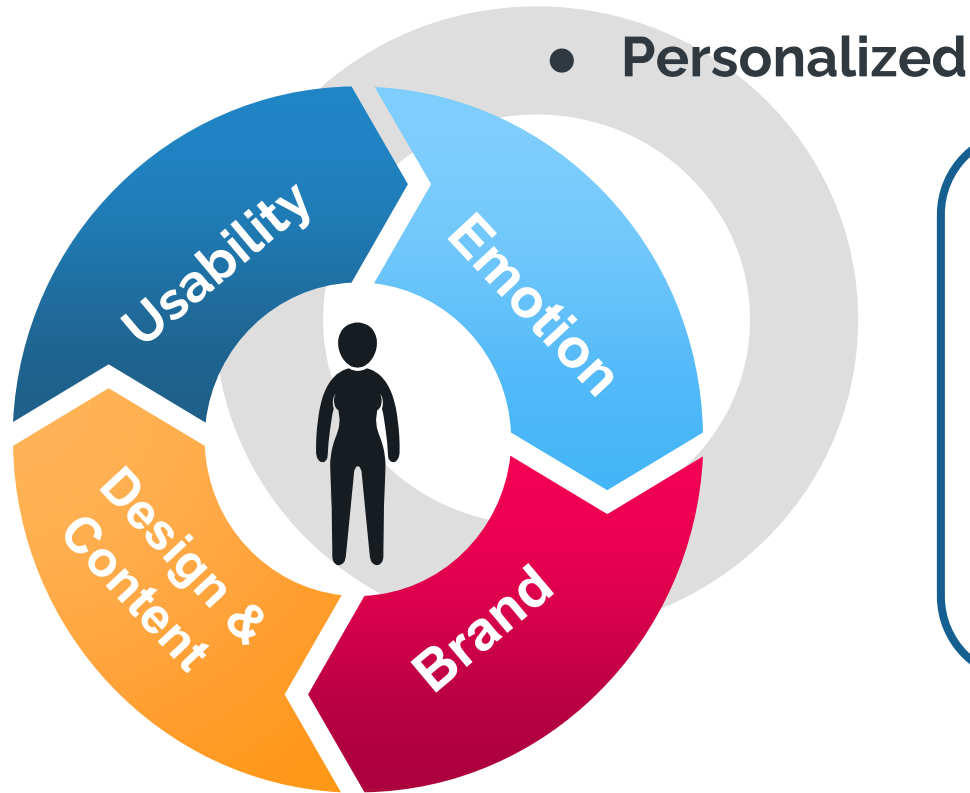 ● Personalized
Usability
Emotion
Design &
Content
Brand